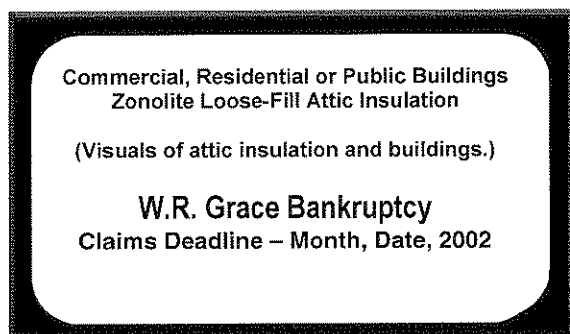 Commercial, Residential or Public Buildings
Zonolite Loose-Fill Attic Insulation
(Visuals of attic insulation and buildings.)
W.R. Grace Bankruptcy
Claims Deadline – Month, Date, 2002